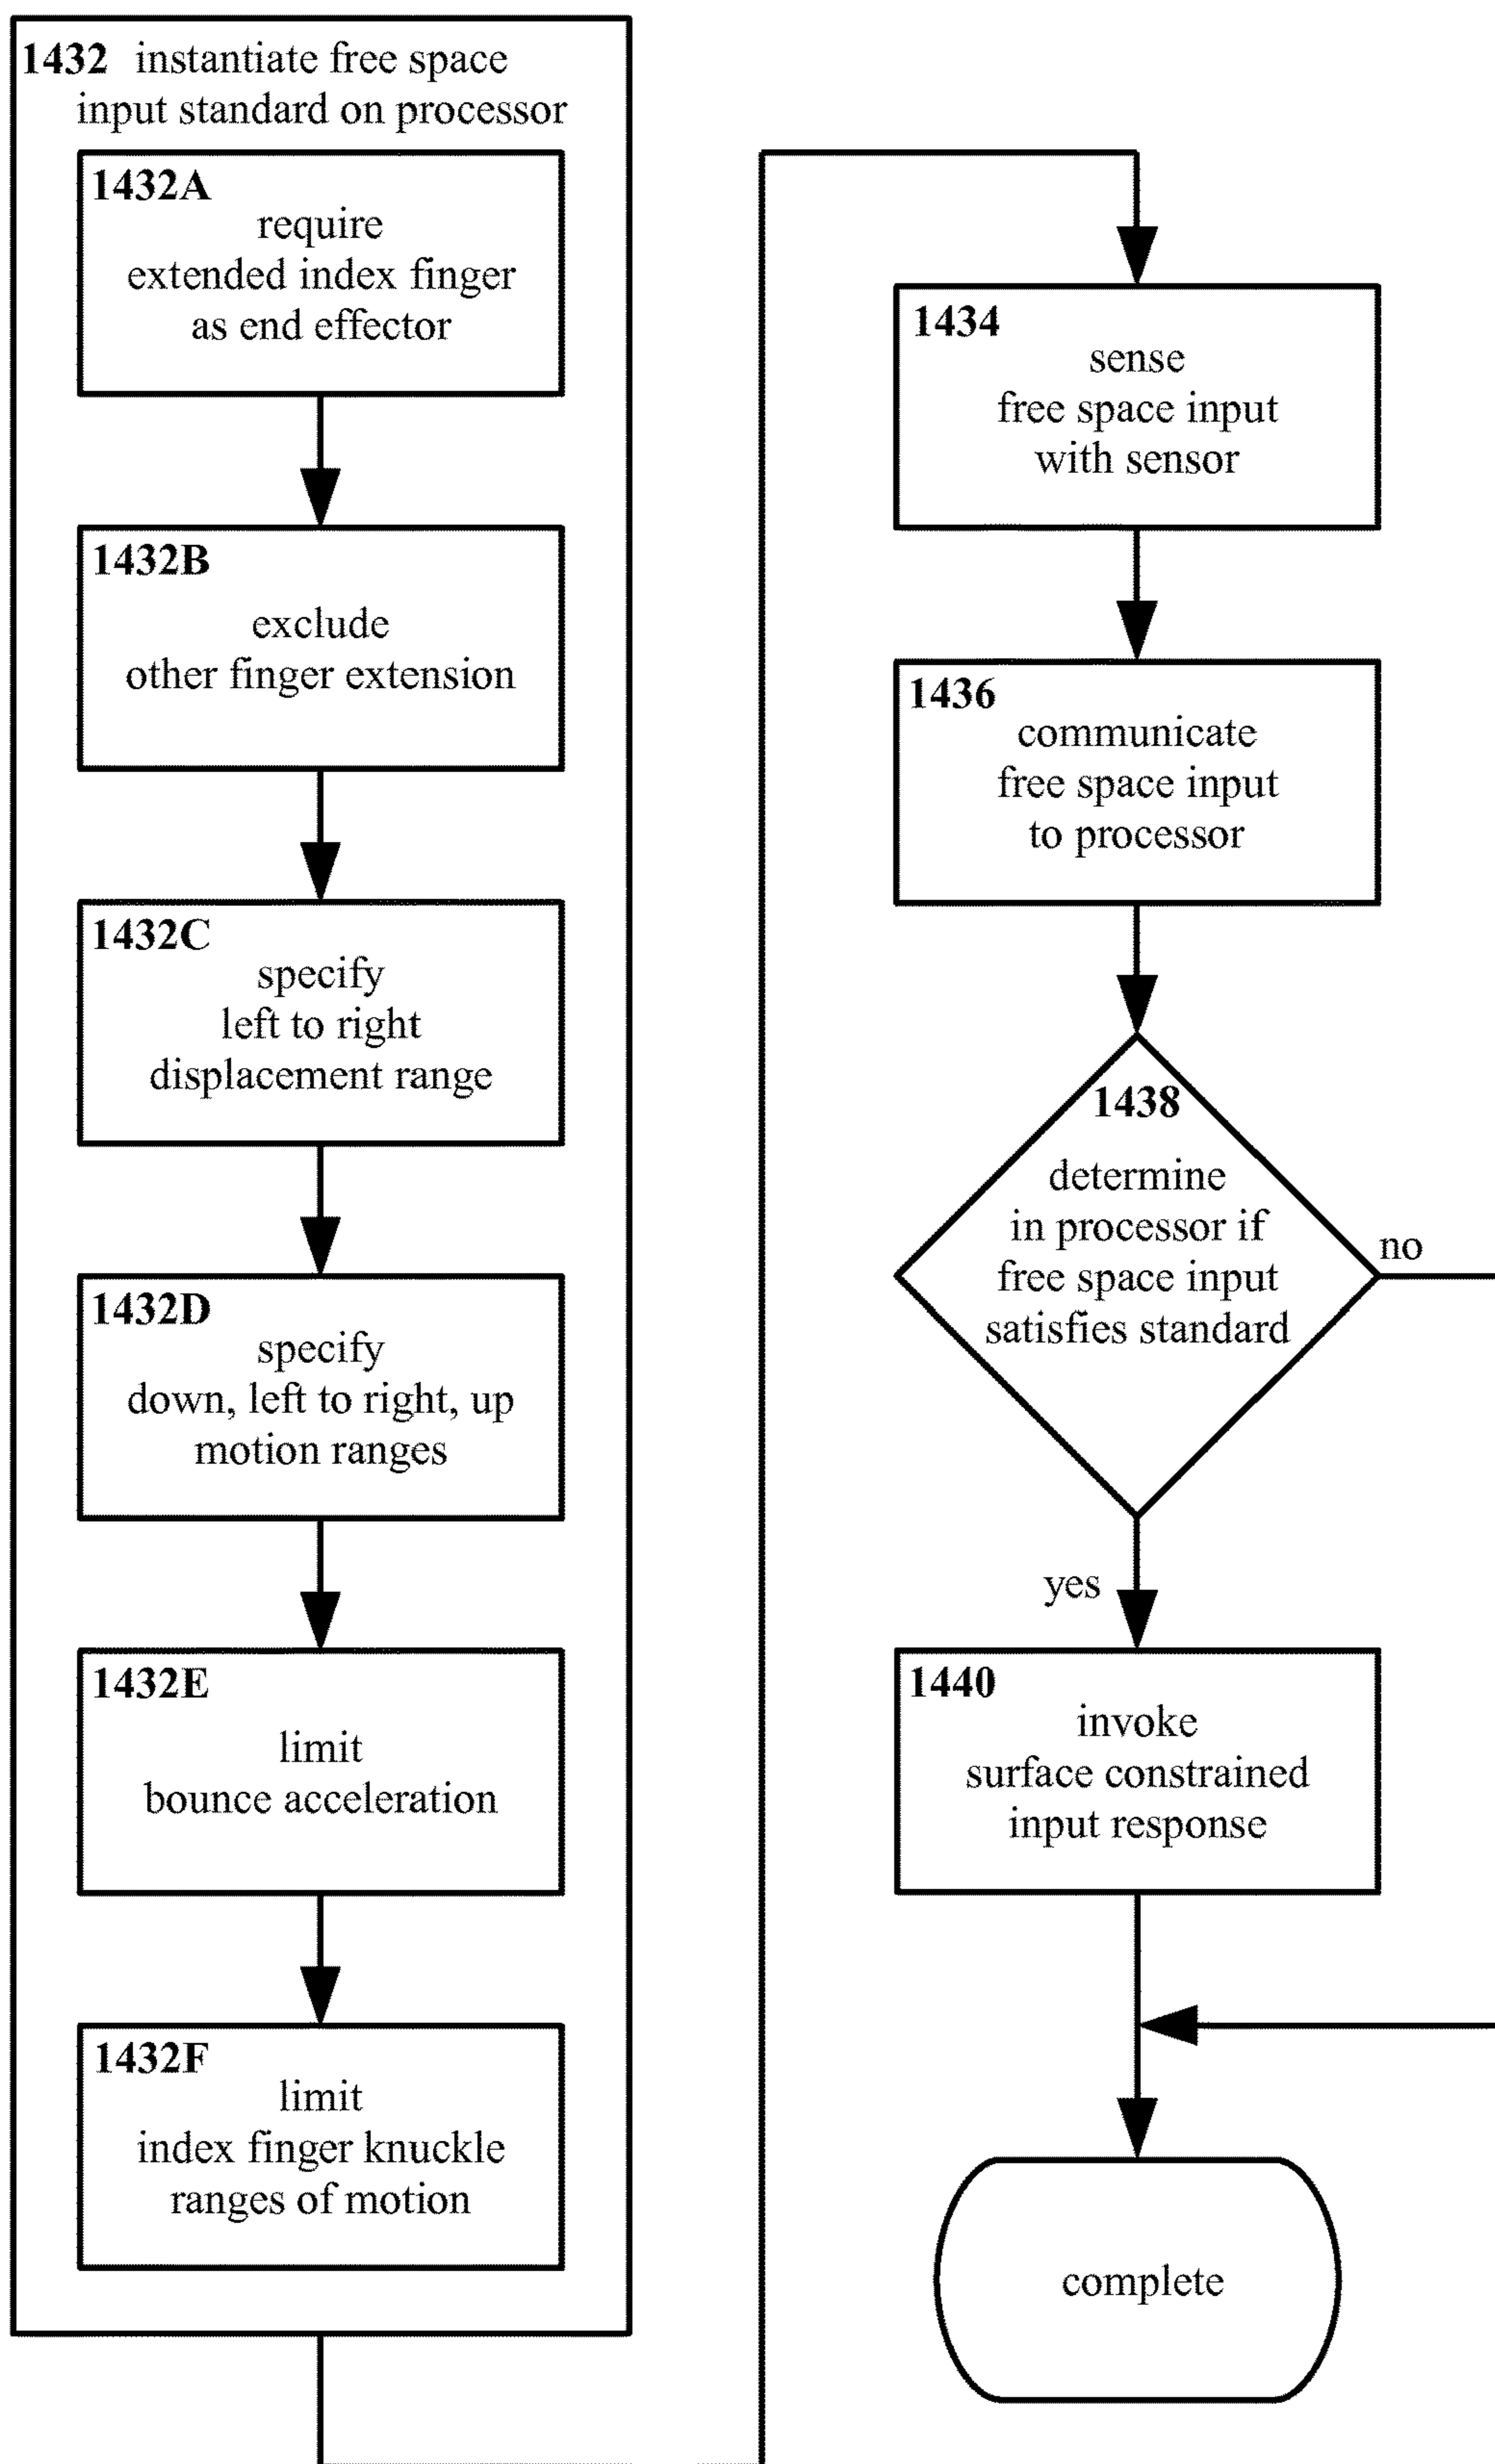 1432 instantiate free space
input standard on processor
1432A
require
extended index finger
as end effector
1432B
exclude
other finger extension
1432C
specify
left to right
displacement range
1432D
specify
down, left to right, up
motion ranges
1432E
limit
bounce acceleration
1432F
limit
index finger knuckle
ranges of motion
1434
sense
free space input
with sensor
1436
communicate
free space input
to processor
1438
determine
in processor if
free space input
satisfies standard
no
yes
1440
invoke
surface constrained
input response
complete